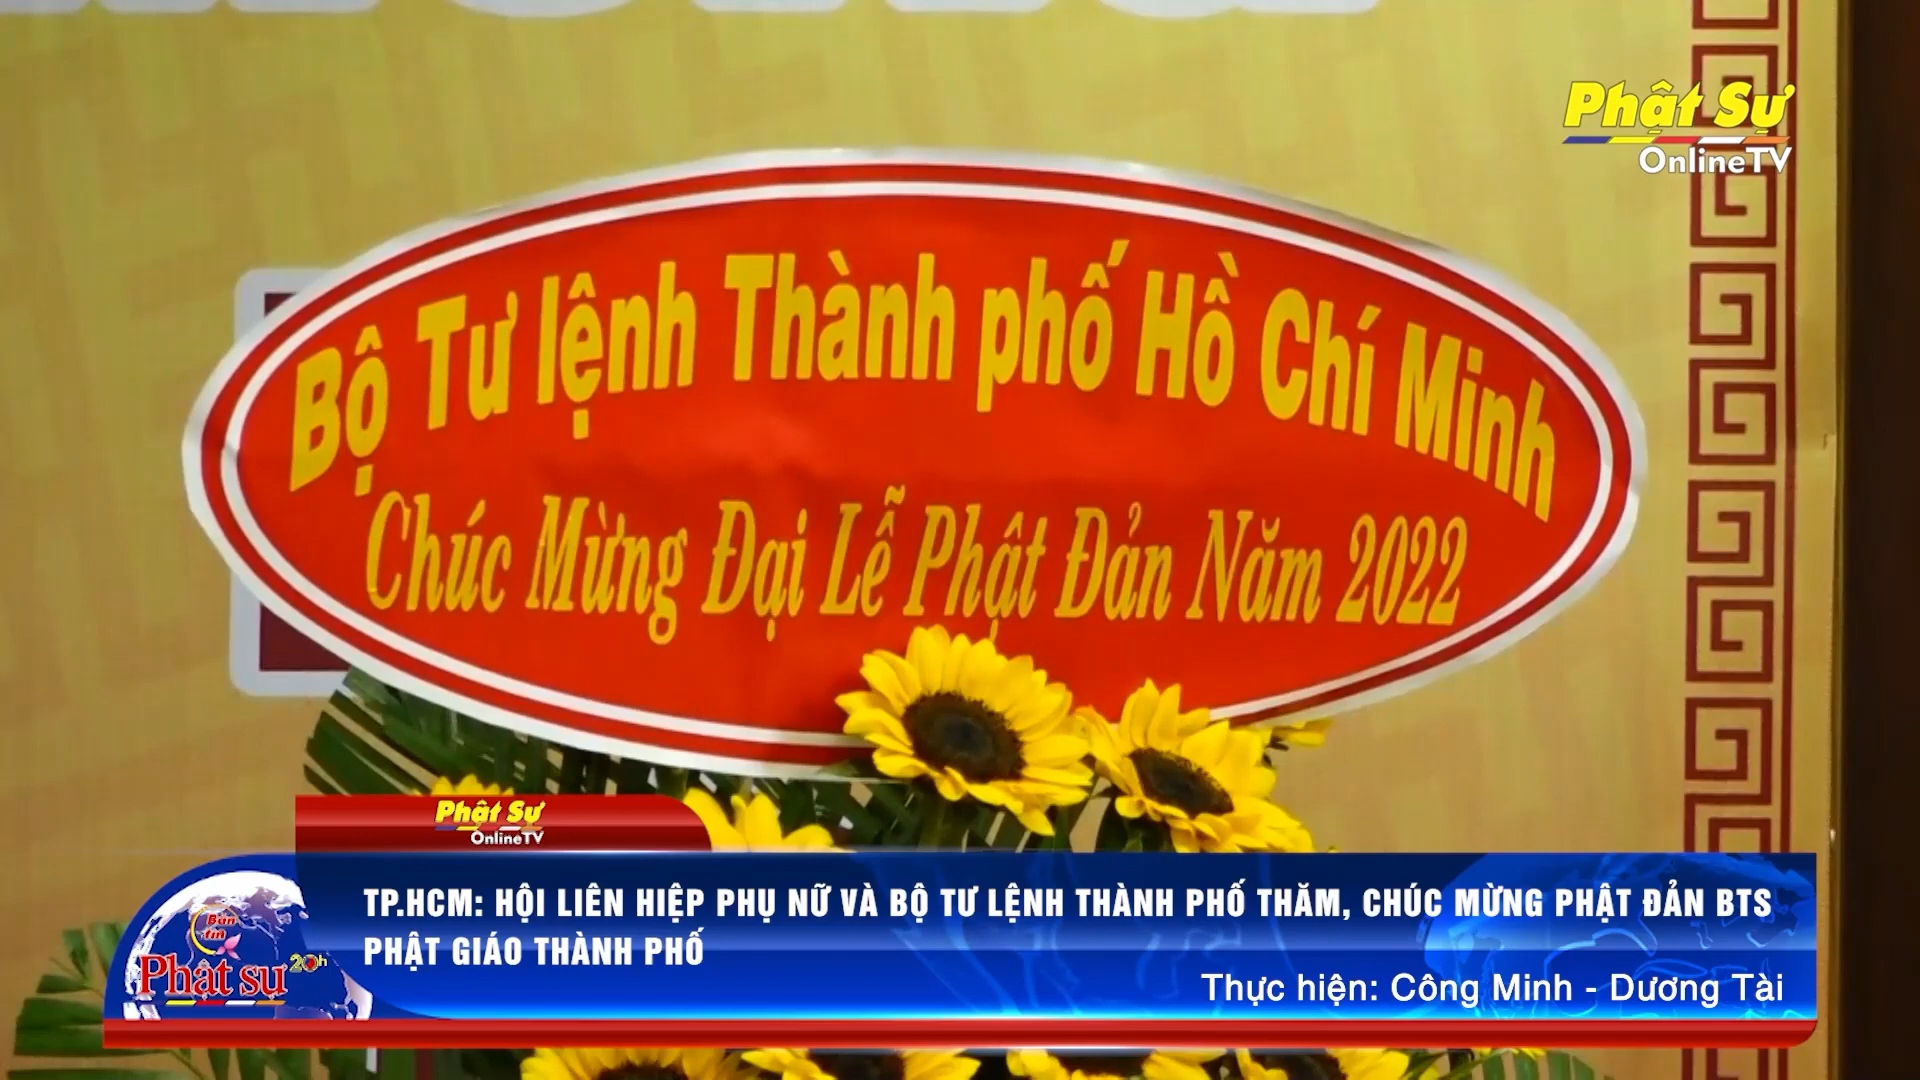 Phật Sự
OnlineTV
Bộ Tư lệnh Thành phố Hồ Chí Minh
Chúc Mừng Đại Lễ Phật Đản Năm 2022
Phật Sự
OnlineTV
Bản
tin
Phật sự 20h
TP.HCM: HỘI LIÊN HIỆP PHỤ NỮ VÀ BỘ TƯ LỆNH THÀNH PHỐ THĂM, CHÚC MỪNG PHẬT ĐẢN BTS
PHẬT GIÁO THÀNH PHỐ
Thực hiện: Công Minh - Dương Tài